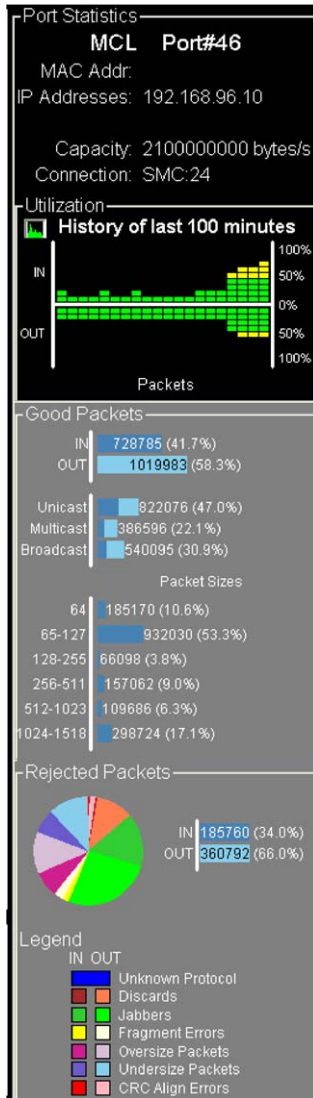 Port Statistics
MCL Port#46
MAC Addr:
IP Addresses: 192.168.96.10
Capacity: 2100000000 bytes/s
Connection: SMC:24
Utilization
History of last 100 minutes
100%
IN 50%
0%
OUT 50%
100%
Packets
Good Packets
IN 728785 (41.7%)
OUT 1019983 (58.3%)
Unicast 822076 (47.0%)
Multicast 386596 (22.1%)
Broadcast 540095 (30.9%)
Packet Sizes
64 185170 (10.6%)
65-127 932030 (53.3%)
128-255 66098 (3.8%)
256-511 157062 (9.0%)
512-1023 109686 (6.3%)
1024-1518 298724 (17.1%)
Rejected Packets
IN 185760 (34.0%)
OUT 360792 (66.0%)
Legend
IN OUT
Unknown Protocol
Discards
Jabbers
Fragment Errors
Oversize Packets
Undersize Packets
CRC Align Errors